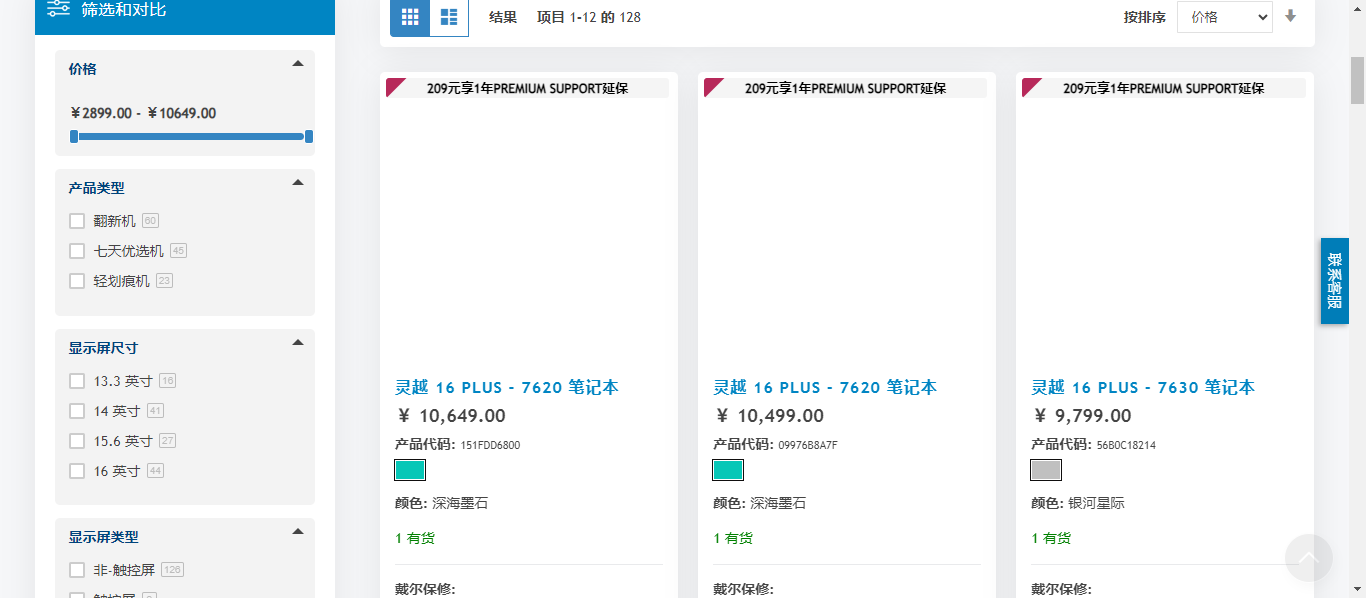 筛选和对比
价格
￥2899.00 - ￥10649.00
产品类型
翻新机 60
七天优选机 45
轻划痕机 23
显示屏尺寸
13.3 英寸 16
14 英寸 41
15.6 英寸 27
16 英寸 44
显示屏类型
非-触控屏 126
触控屏
结果 项目 1-12 的 128
按排序 价格
209元享1年PREMIUM SUPPORT延保
灵越 16 PLUS - 7620 笔记本
￥ 10,649.00
产品代码: 151FDD6800
颜色: 深海墨石
1 有货
戴尔保修:
209元享1年PREMIUM SUPPORT延保
灵越 16 PLUS - 7620 笔记本
￥ 10,499.00
产品代码: 09976B8A7F
颜色: 深海墨石
1 有货
戴尔保修:
209元享1年PREMIUM SUPPORT延保
灵越 16 PLUS - 7630 笔记本
￥ 9,799.00
产品代码: 56B0C18214
颜色: 银河星际
1 有货
戴尔保修:
联系客服